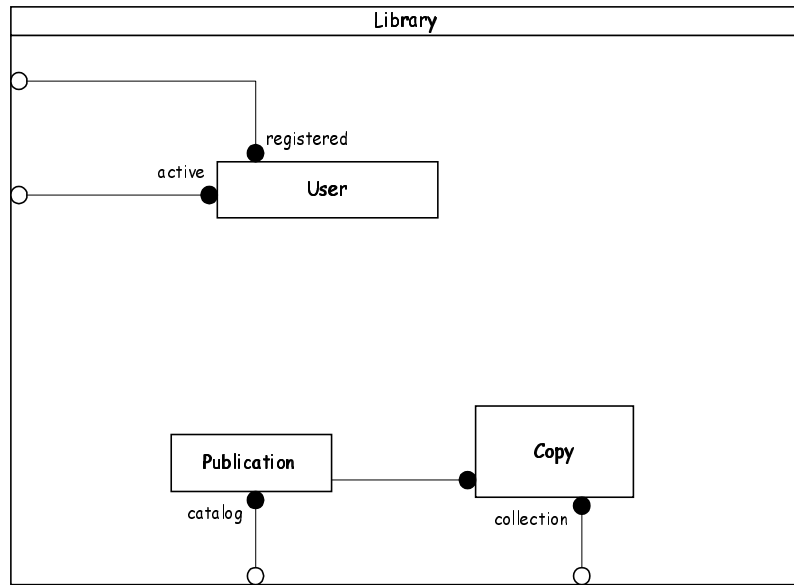 Library
registered
active
User
Copy
Publication
catalog
collection